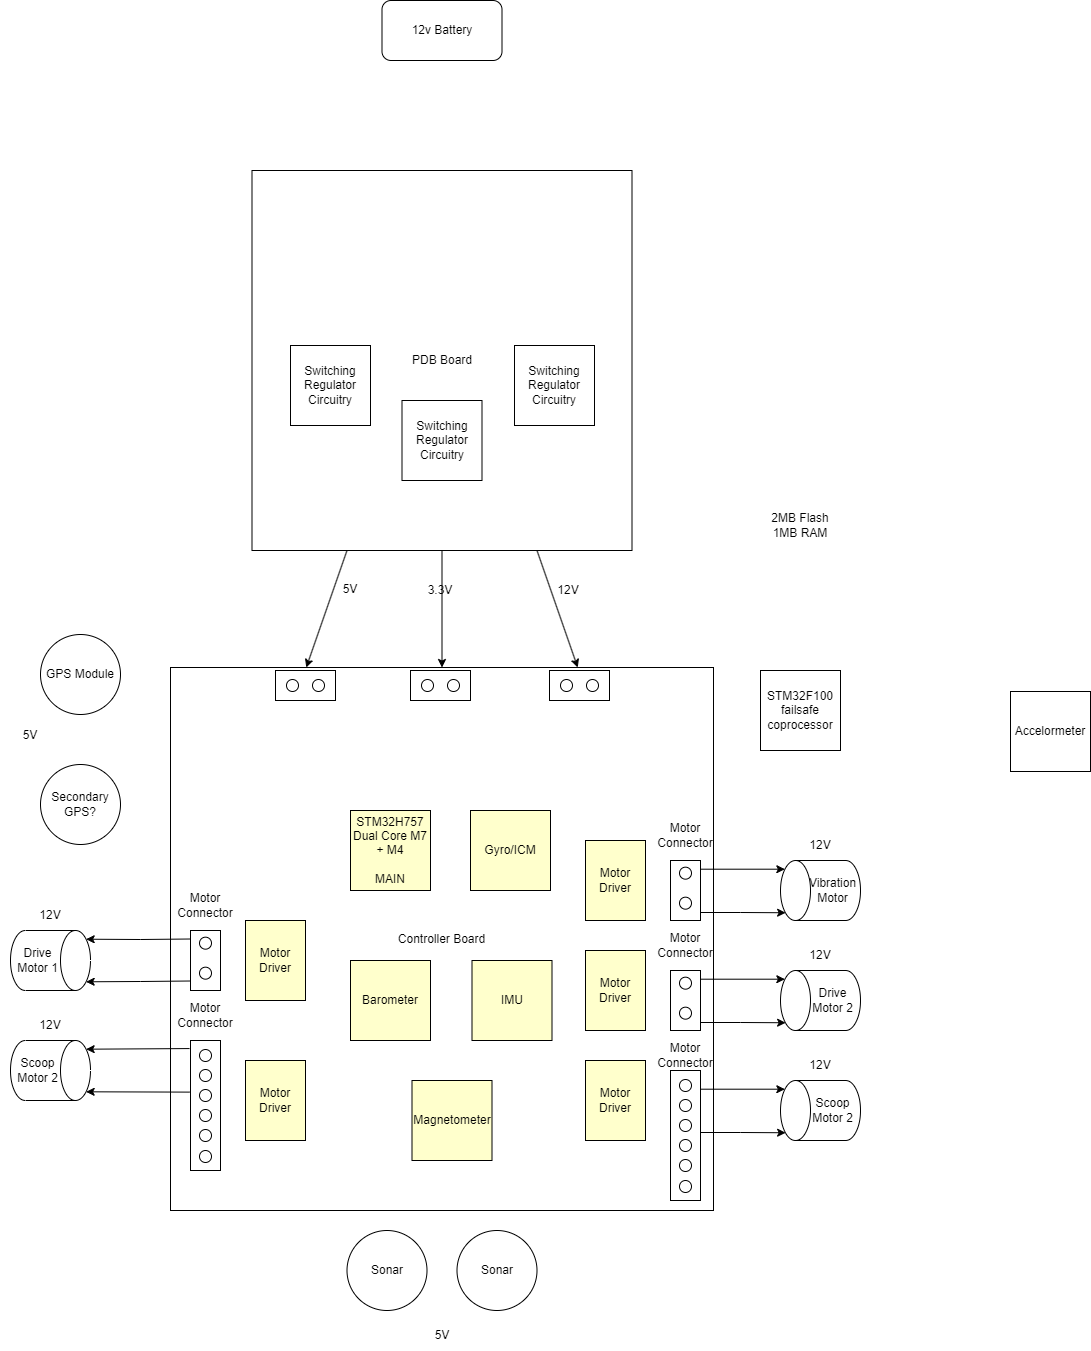 12v Battery
PDB Board
Switching
Regulator
Circuitry
Switching
Regulator
Circuitry
Switching
Regulator
Circuitry
2MB Flash
1MB RAM
5V
3.3V
12V
GPS Module
5V
Secondary
GPS?
STM32F100
failsafe
coprocessor
Accelormeter
STM32H757
Dual Core M7
+ M4
MAIN
Gyro/ICM
Motor
Driver
Motor
Connector
12V
Vibration
Motor
Motor
Connector
12V
Drive
Motor 1
Motor
Driver
Controller Board
Barometer
IMU
Motor
Driver
Motor
Connector
12V
Drive
Motor 2
Motor
Connector
12V
Scoop
Motor 2
Motor
Driver
Magnetometer
Motor
Driver
Motor
Connector
12V
Scoop
Motor 2
Sonar
Sonar
5V